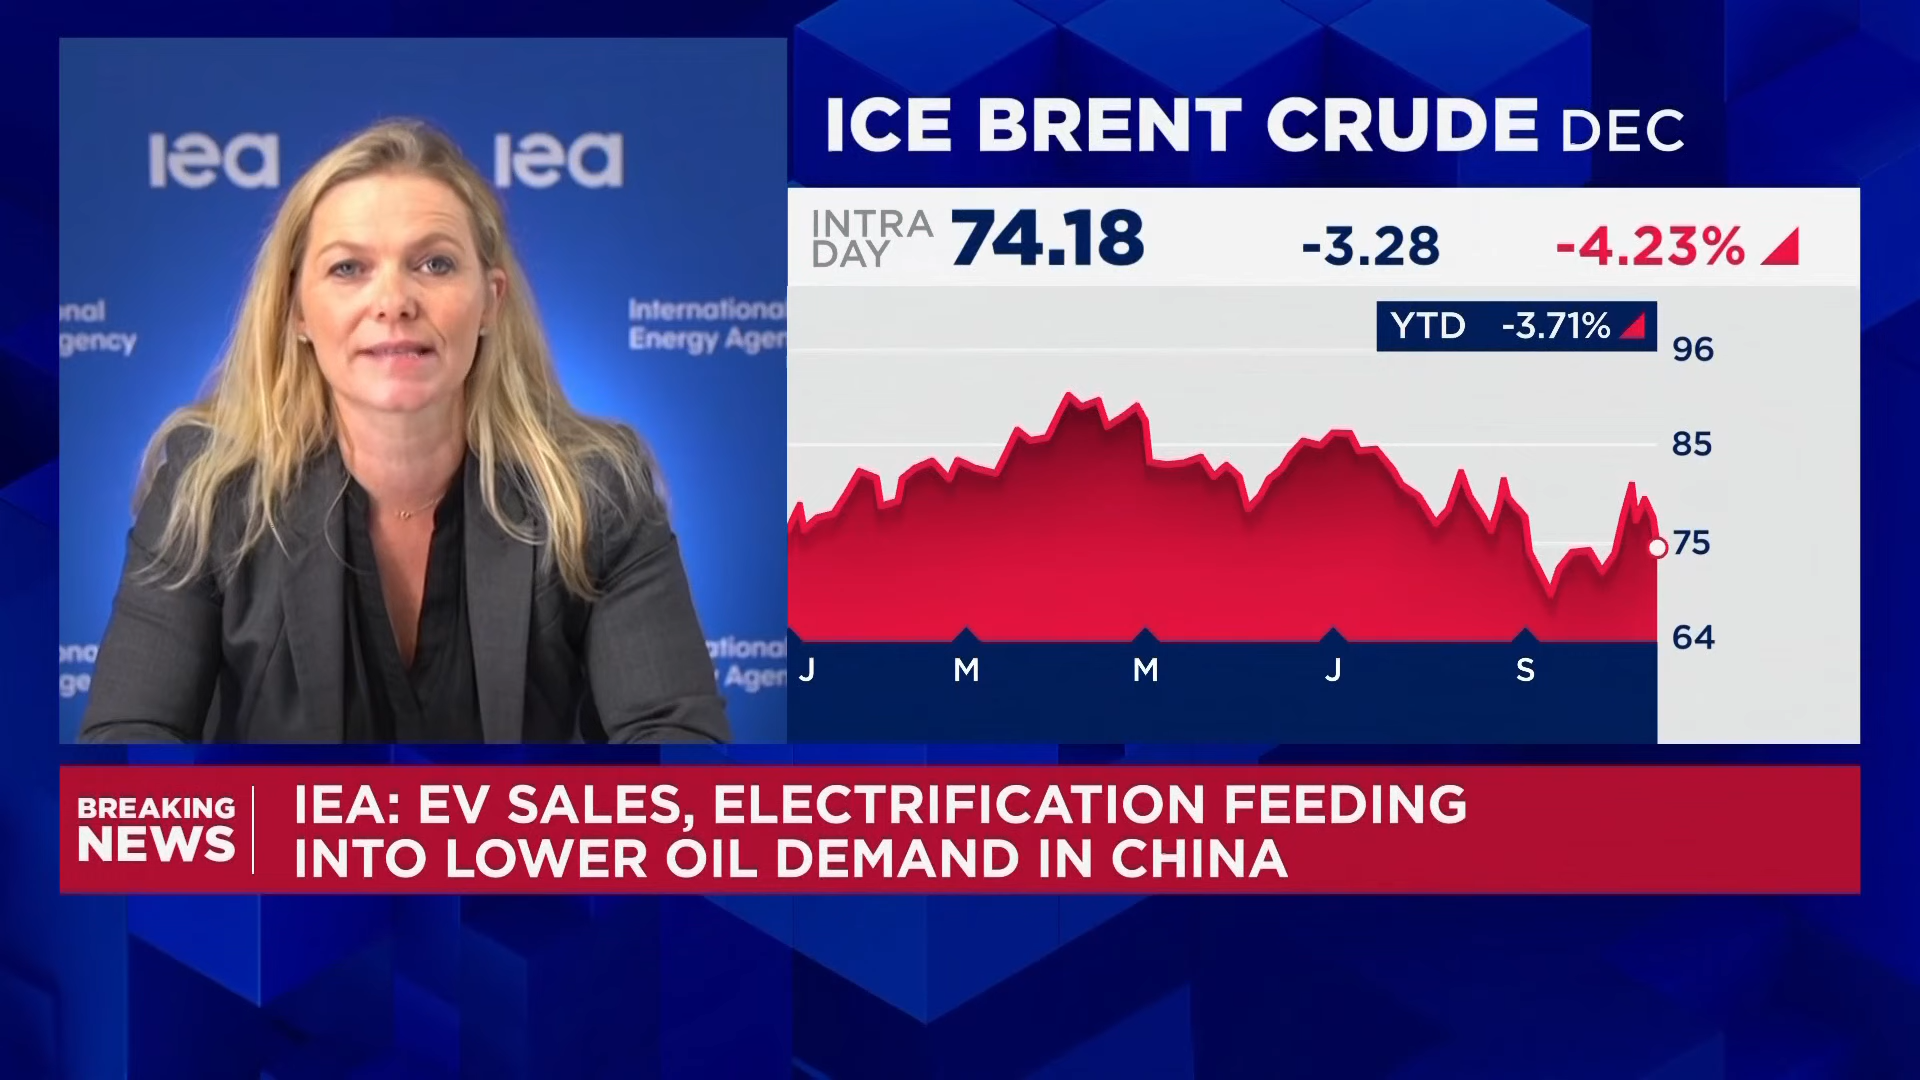 iea
iea
nal
gency
International
Energy Agen
ona
ge
ational
Agen
ICE BRENT CRUDE DEC
INTRA
DAY
74.18
-3.28
-4.23%
YTD -3.71%
96
85
75
64
J
M
M
J
S
BREAKING
NEWS
IEA: EV SALES, ELECTRIFICATION FEEDING
INTO LOWER OIL DEMAND IN CHINA